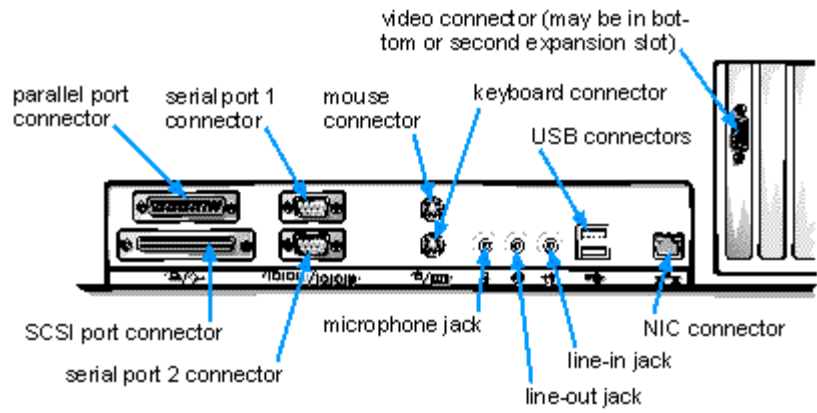 video connector (may be in bot-
tom or second expansion slot)
parallel port
connector
serial port 1
connector
mouse
connector
keyboard connector
USB connectors
SCSI port connector
serial port 2 connector
microphone jack
line-out jack
line-in jack
NIC connector